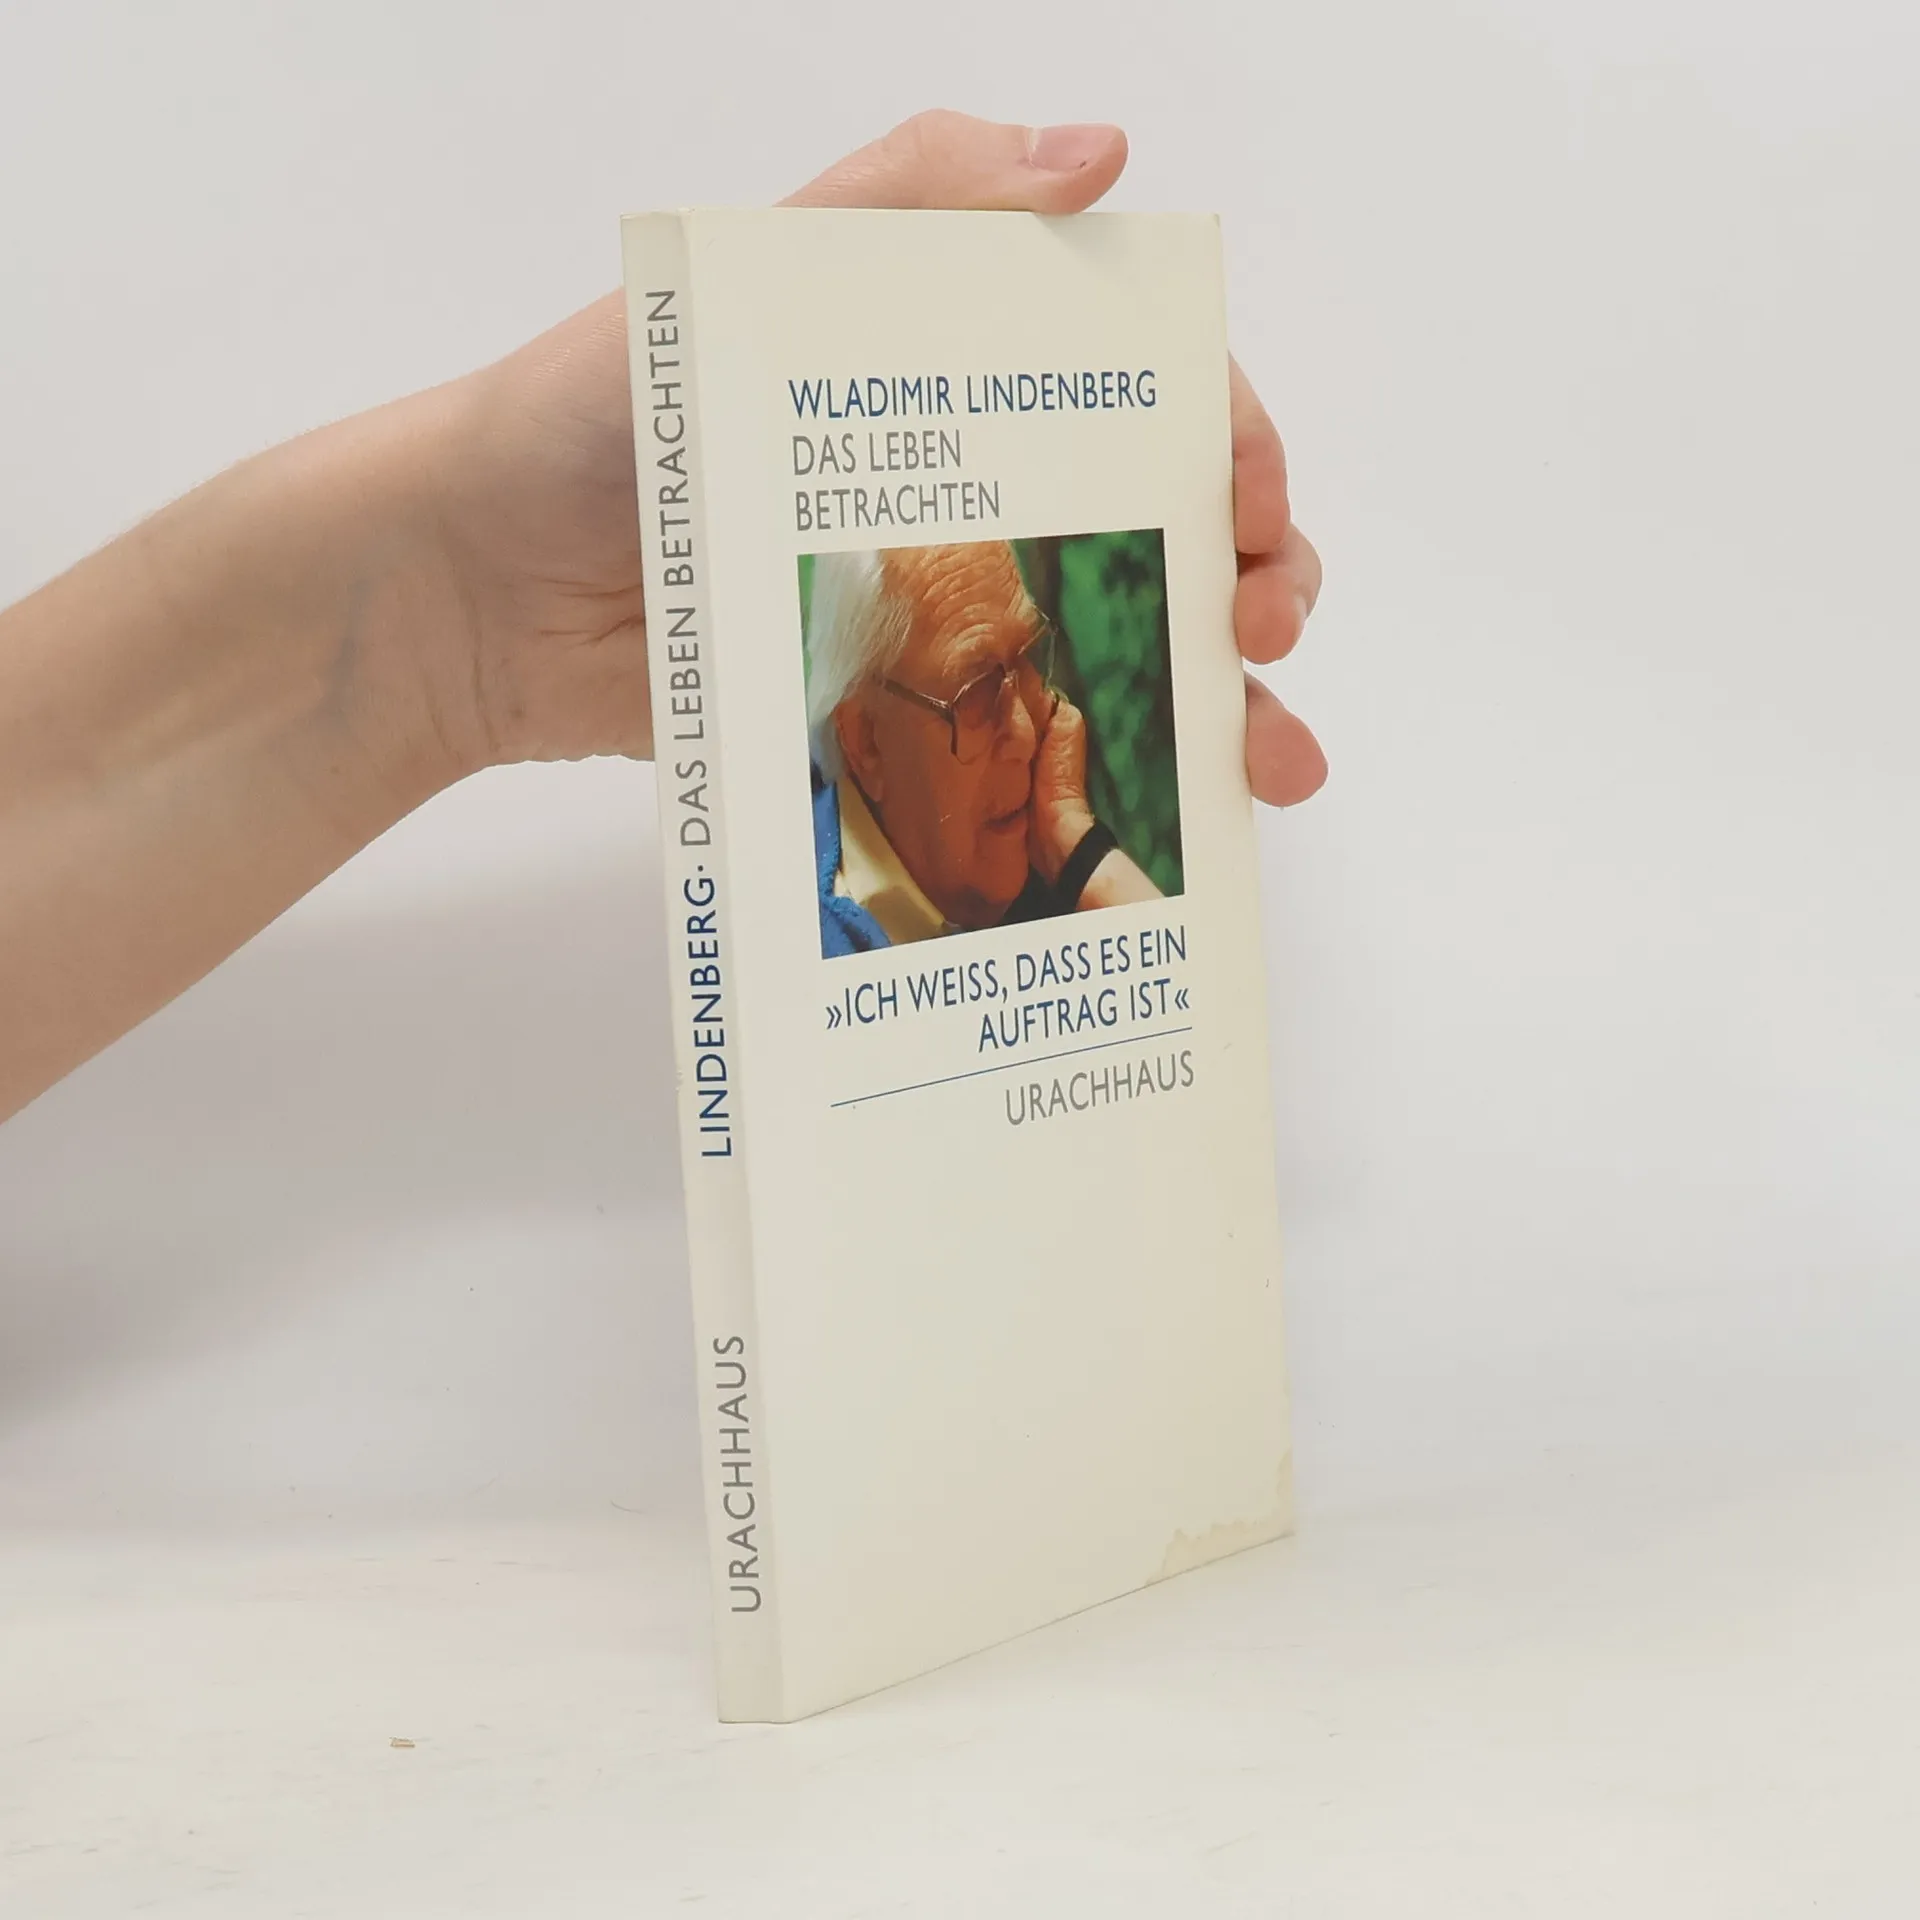 WLADIMIR LINDENBERG
DAS LEBEN
BETRACHTEN
»ICH WEISS, DASS ES EIN
AUFTRAG IST«
URACHHAUS
URACHHAUS LINDENBERG · DAS LEBEN BETRACHTEN